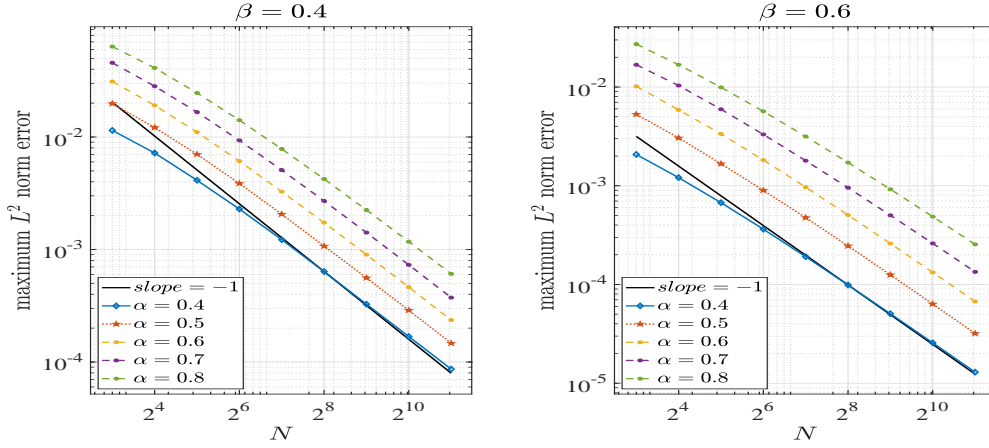 β = 0.4
maximum L² norm error
10⁻²
10⁻³
10⁻⁴
slope = −1
α = 0.4
α = 0.5
α = 0.6
α = 0.7
α = 0.8
2⁴ 2⁶ 2⁸ 2¹⁰
N
β = 0.6
maximum L² norm error
10⁻²
10⁻³
10⁻⁴
10⁻⁵
slope = −1
α = 0.4
α = 0.5
α = 0.6
α = 0.7
α = 0.8
2⁴ 2⁶ 2⁸ 2¹⁰
N